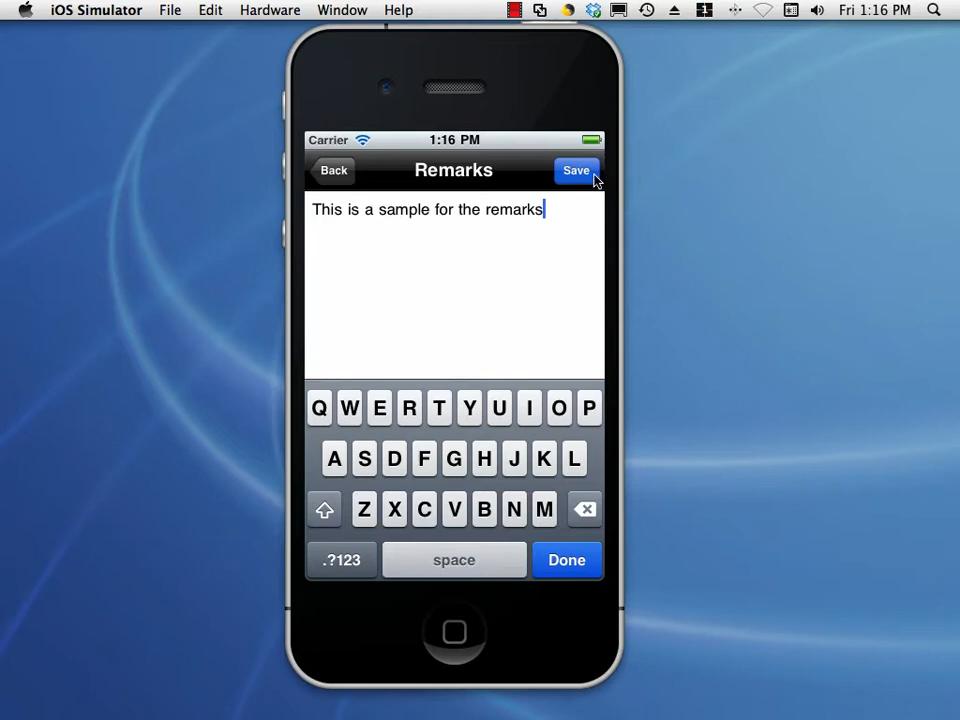 iOS Simulator File Edit Hardware Window Help 1 Fri 1:16 PM
Carrier 1:16 PM
Back Remarks Save
This is a sample for the remarks
Q W E R T Y U I O P
A S D F G H J K L
Z X C V B N M
.?123 space Done